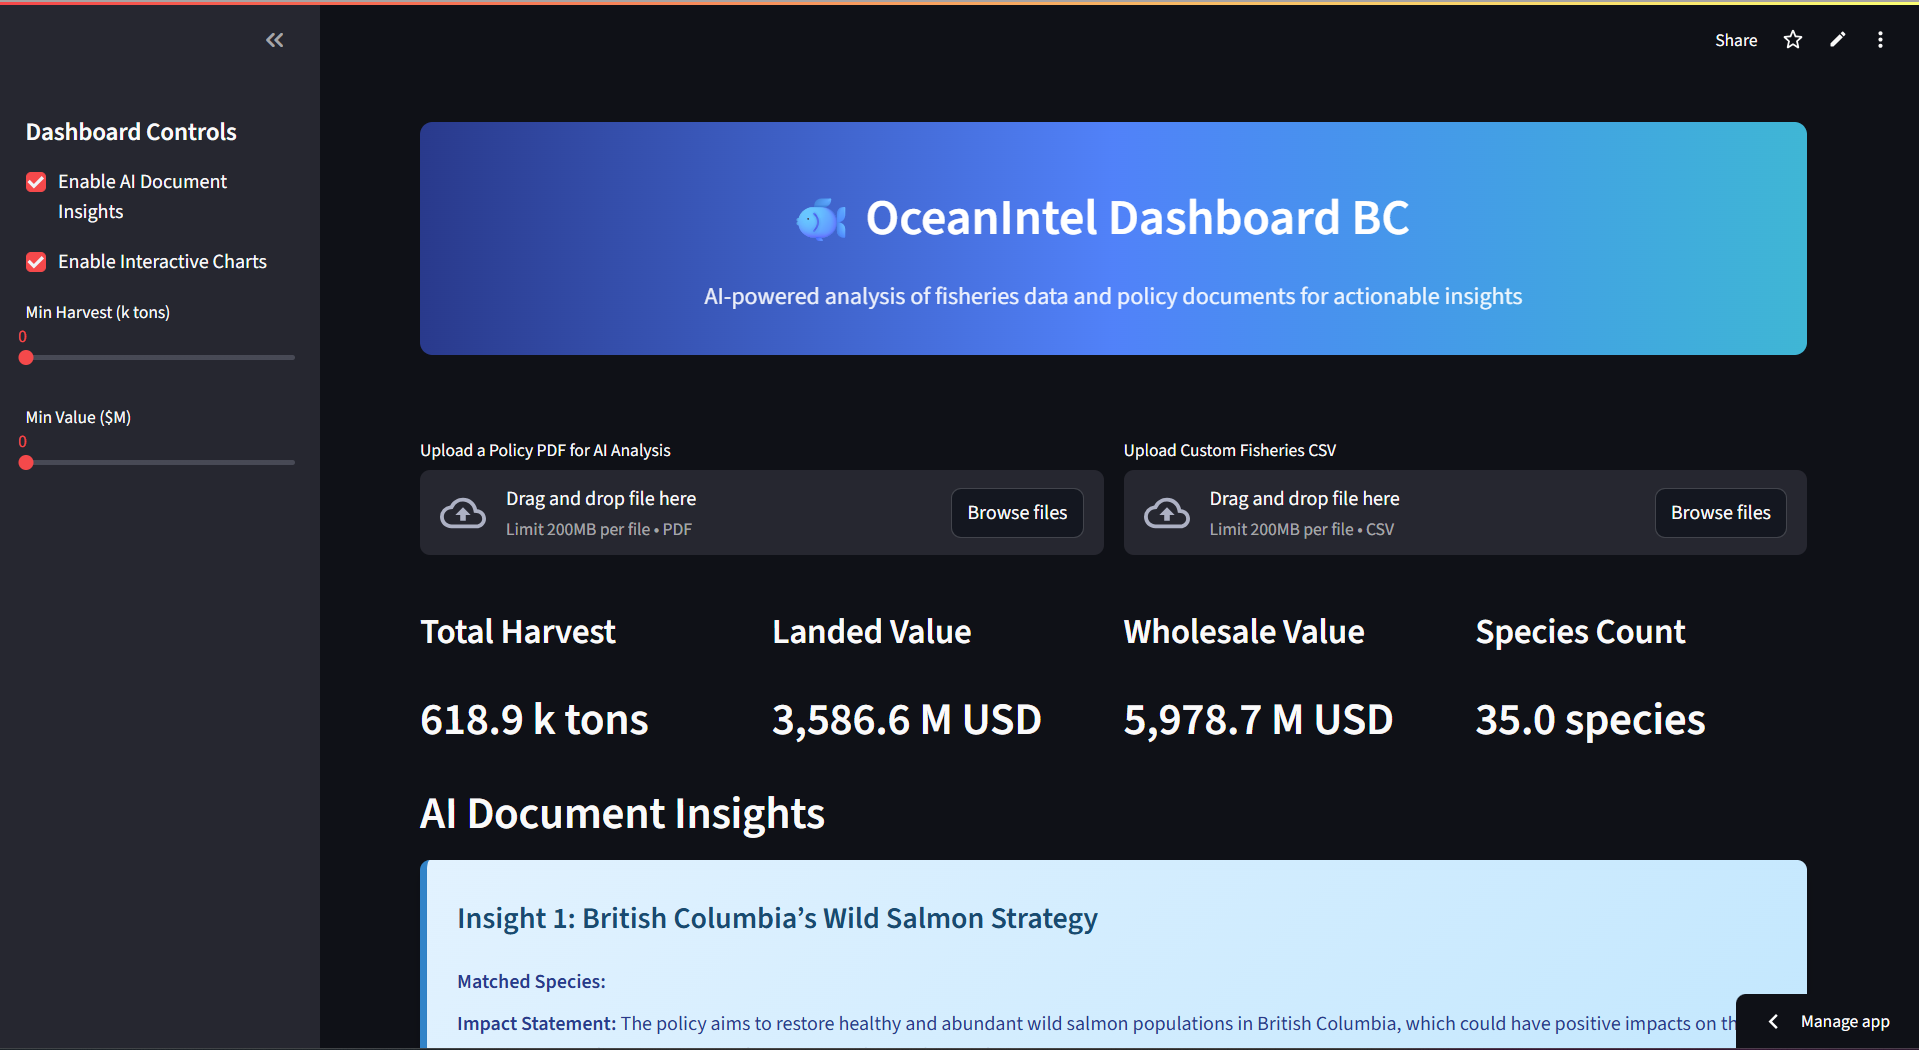 Share
Dashboard Controls
Enable AI Document
Insights
Enable Interactive Charts
Min Harvest (k tons)
0
Min Value ($M)
0
OceanIntel Dashboard BC
AI-powered analysis of fisheries data and policy documents for actionable insights
Upload a Policy PDF for AI Analysis
Drag and drop file here
Limit 200MB per file • PDF
Browse files
Upload Custom Fisheries CSV
Drag and drop file here
Limit 200MB per file • CSV
Browse files
Total Harvest
618.9 k tons
Landed Value
3,586.6 M USD
Wholesale Value
5,978.7 M USD
Species Count
35.0 species
AI Document Insights
Insight 1: British Columbia’s Wild Salmon Strategy
Matched Species:
Impact Statement: The policy aims to restore healthy and abundant wild salmon populations in British Columbia, which could have positive impacts on
Manage app